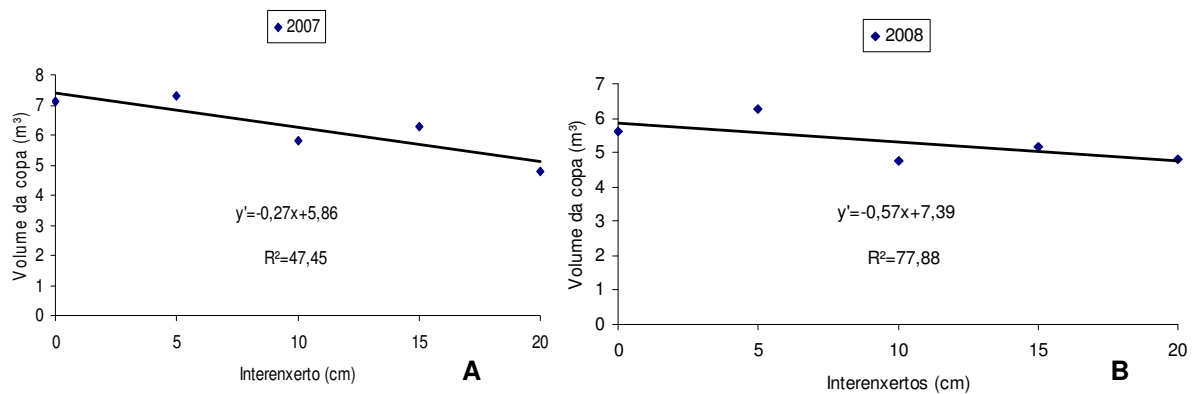 2007
Volume da copa (m³)
8
7
6
5
4
3
2
1
0
y'=-0,27x+5,86
R²=47,45
0 5 10 15 20
Interenxerto (cm)
A
2008
Volume da copa (m³)
7
6
5
4
3
2
1
0
y'=-0,57x+7,39
R²=77,88
0 5 10 15 20
Interenxertos (cm)
B